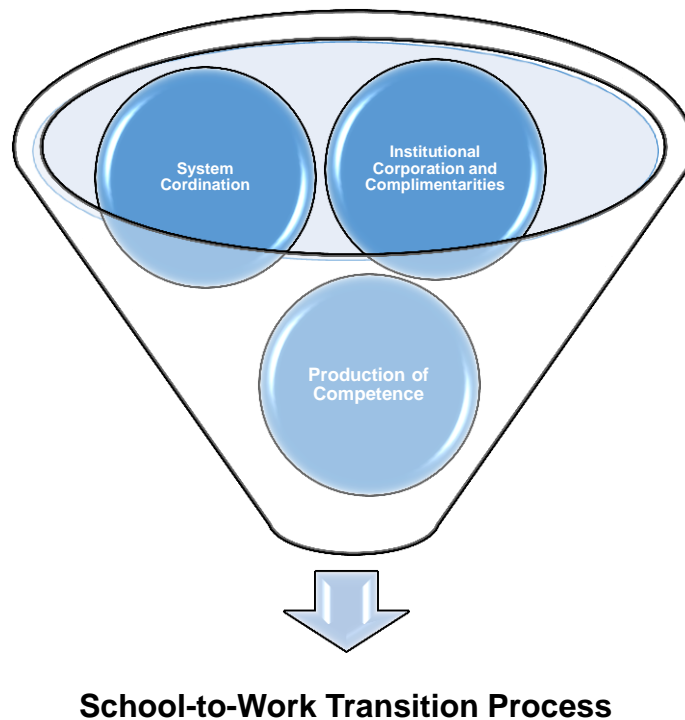 System
Cordination
Institutional
Corporation and
Complimentarities
Production of
Competence
School-to-Work Transition Process